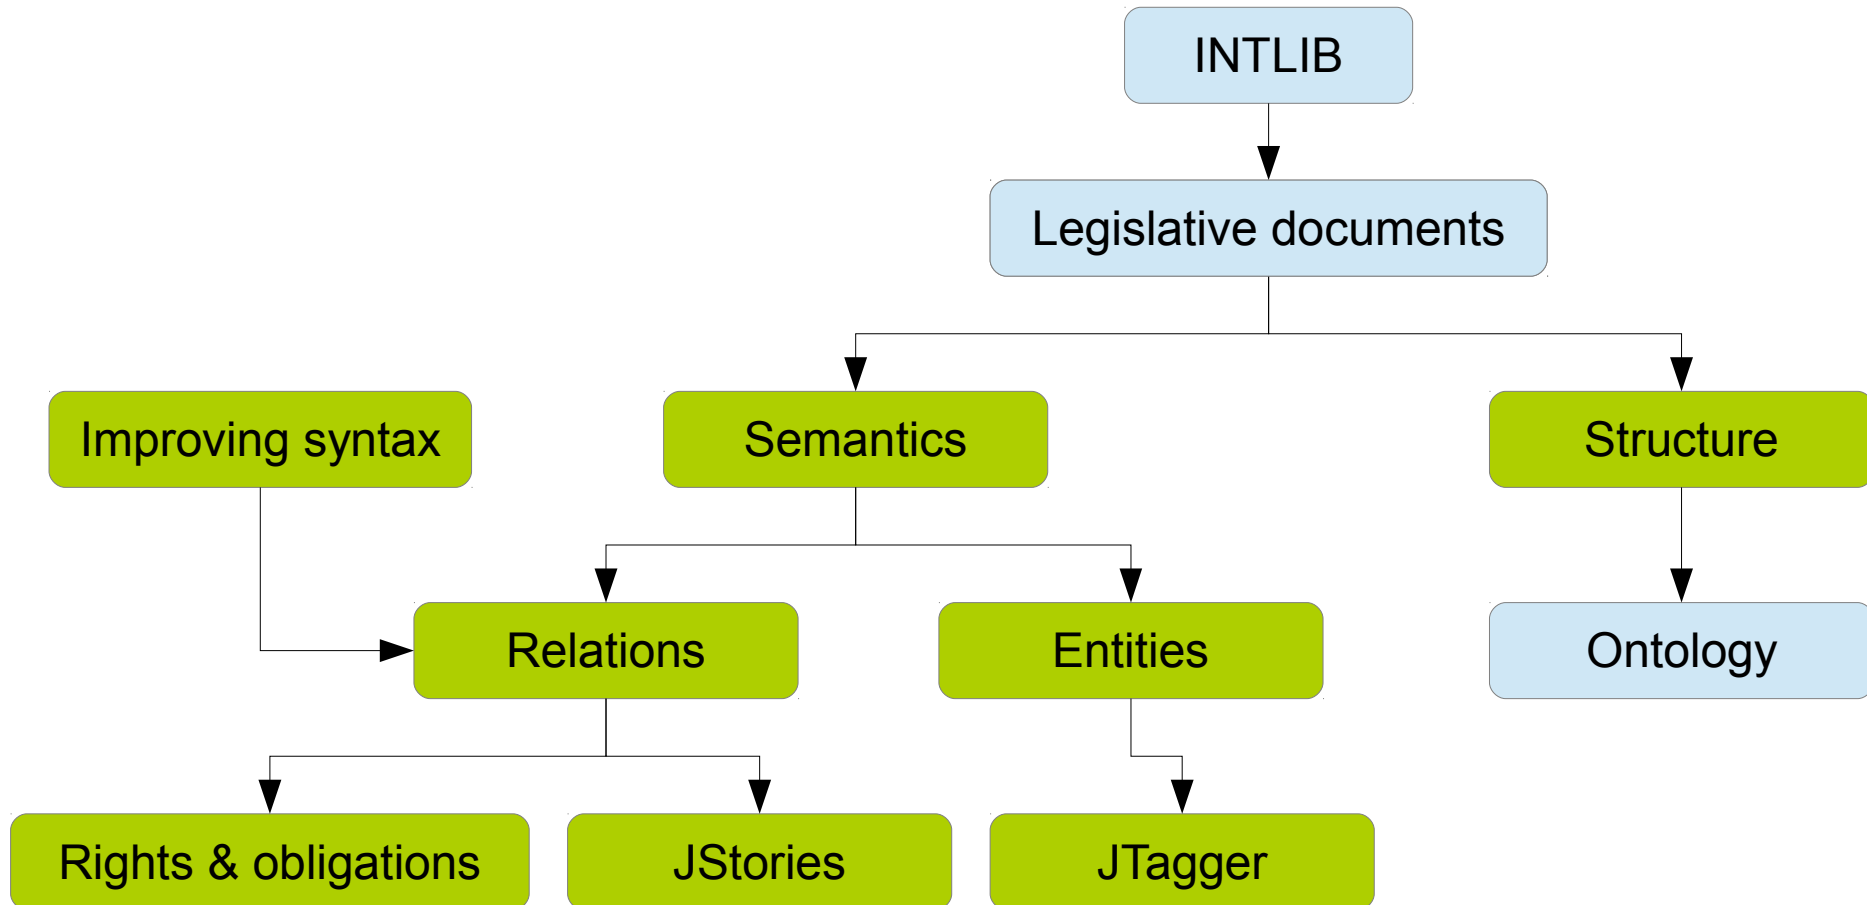 INTLIB
Legislative documents
Improving syntax
Semantics
Structure
Relations
Entities
Ontology
Rights & obligations
JStories
JTagger